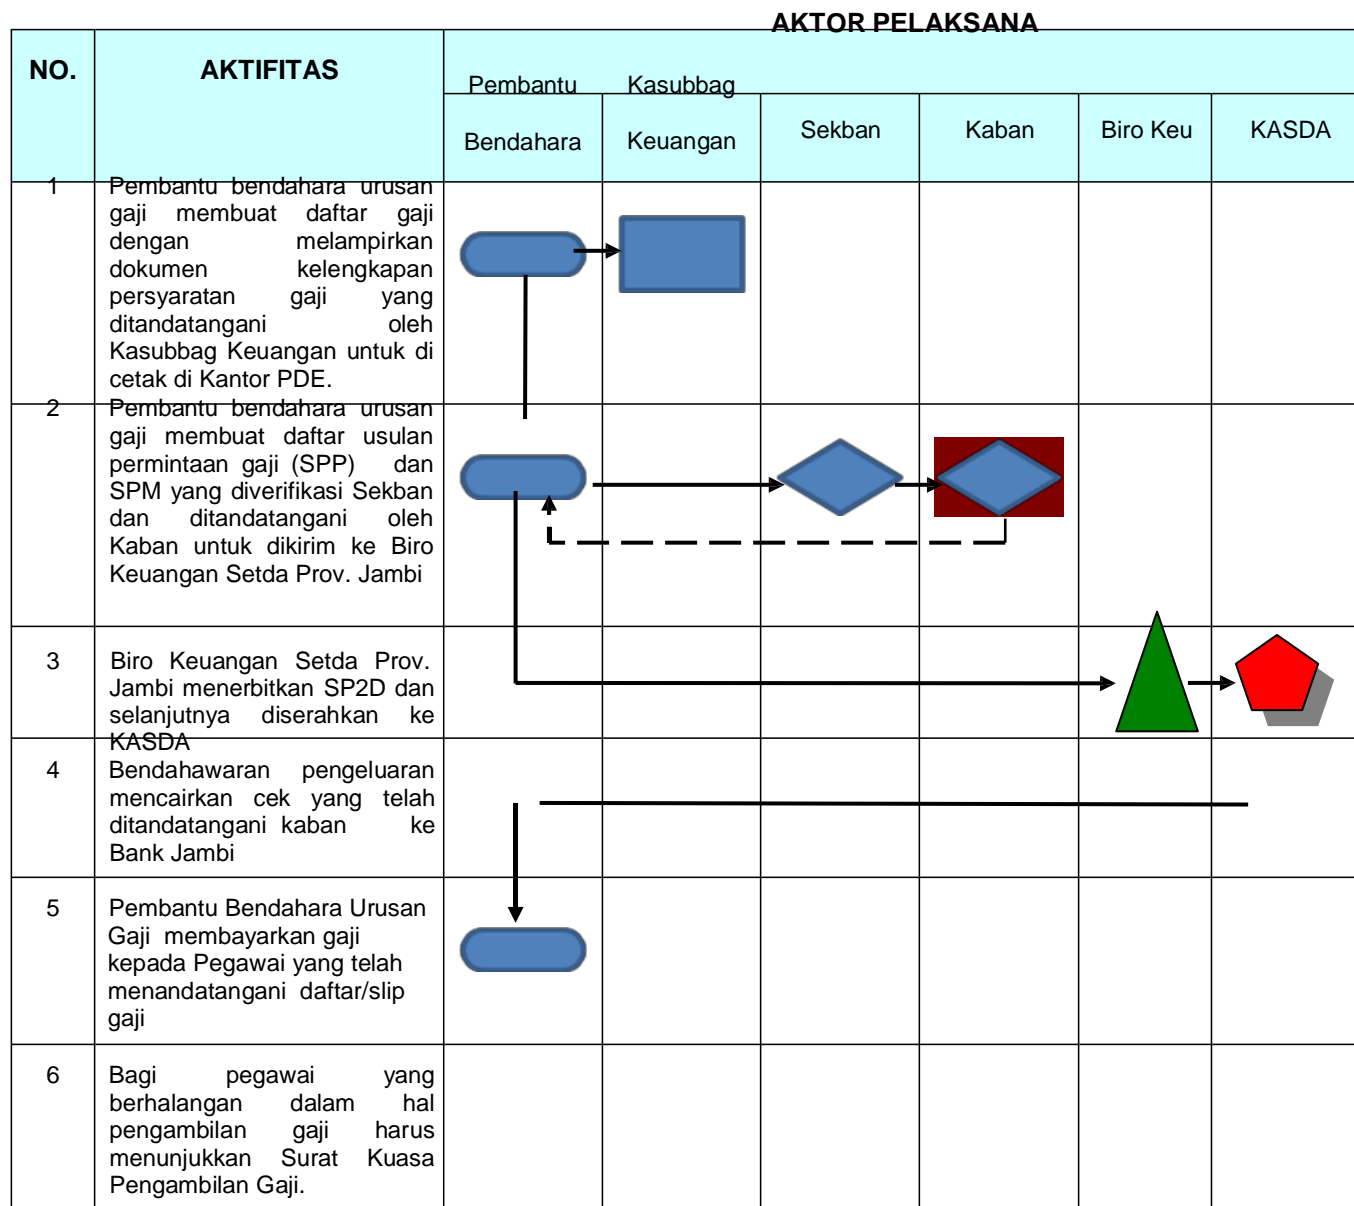 AKTOR PELAKSANA
NO.
AKTIFITAS
Pembantu
Bendahara
Kasubbag
Keuangan
Sekban
Kaban
Biro Keu
KASDA
1
Pembantu bendahara urusan
gaji membuat daftar gaji
dengan melampirkan
dokumen kelengkapan
persyaratan gaji yang
ditandatangani oleh
Kasubbag Keuangan untuk di
cetak di Kantor PDE.
2
Pembantu bendahara urusan
gaji membuat daftar usulan
permintaan gaji (SPP) dan
SPM yang diverifikasi Sekban
dan ditandatangani oleh
Kaban untuk dikirim ke Biro
Keuangan Setda Prov. Jambi
3
Biro Keuangan Setda Prov.
Jambi menerbitkan SP2D dan
selanjutnya diserahkan ke
KASDA
4
Bendahawaran pengeluaran
mencairkan cek yang telah
ditandatangani kaban ke
Bank Jambi
5
Pembantu Bendahara Urusan
Gaji membayarkan gaji
kepada Pegawai yang telah
menandatangani daftar/slip
gaji
6
Bagi pegawai yang
berhalangan dalam hal
pengambilan gaji harus
menunjukkan Surat Kuasa
Pengambilan Gaji.